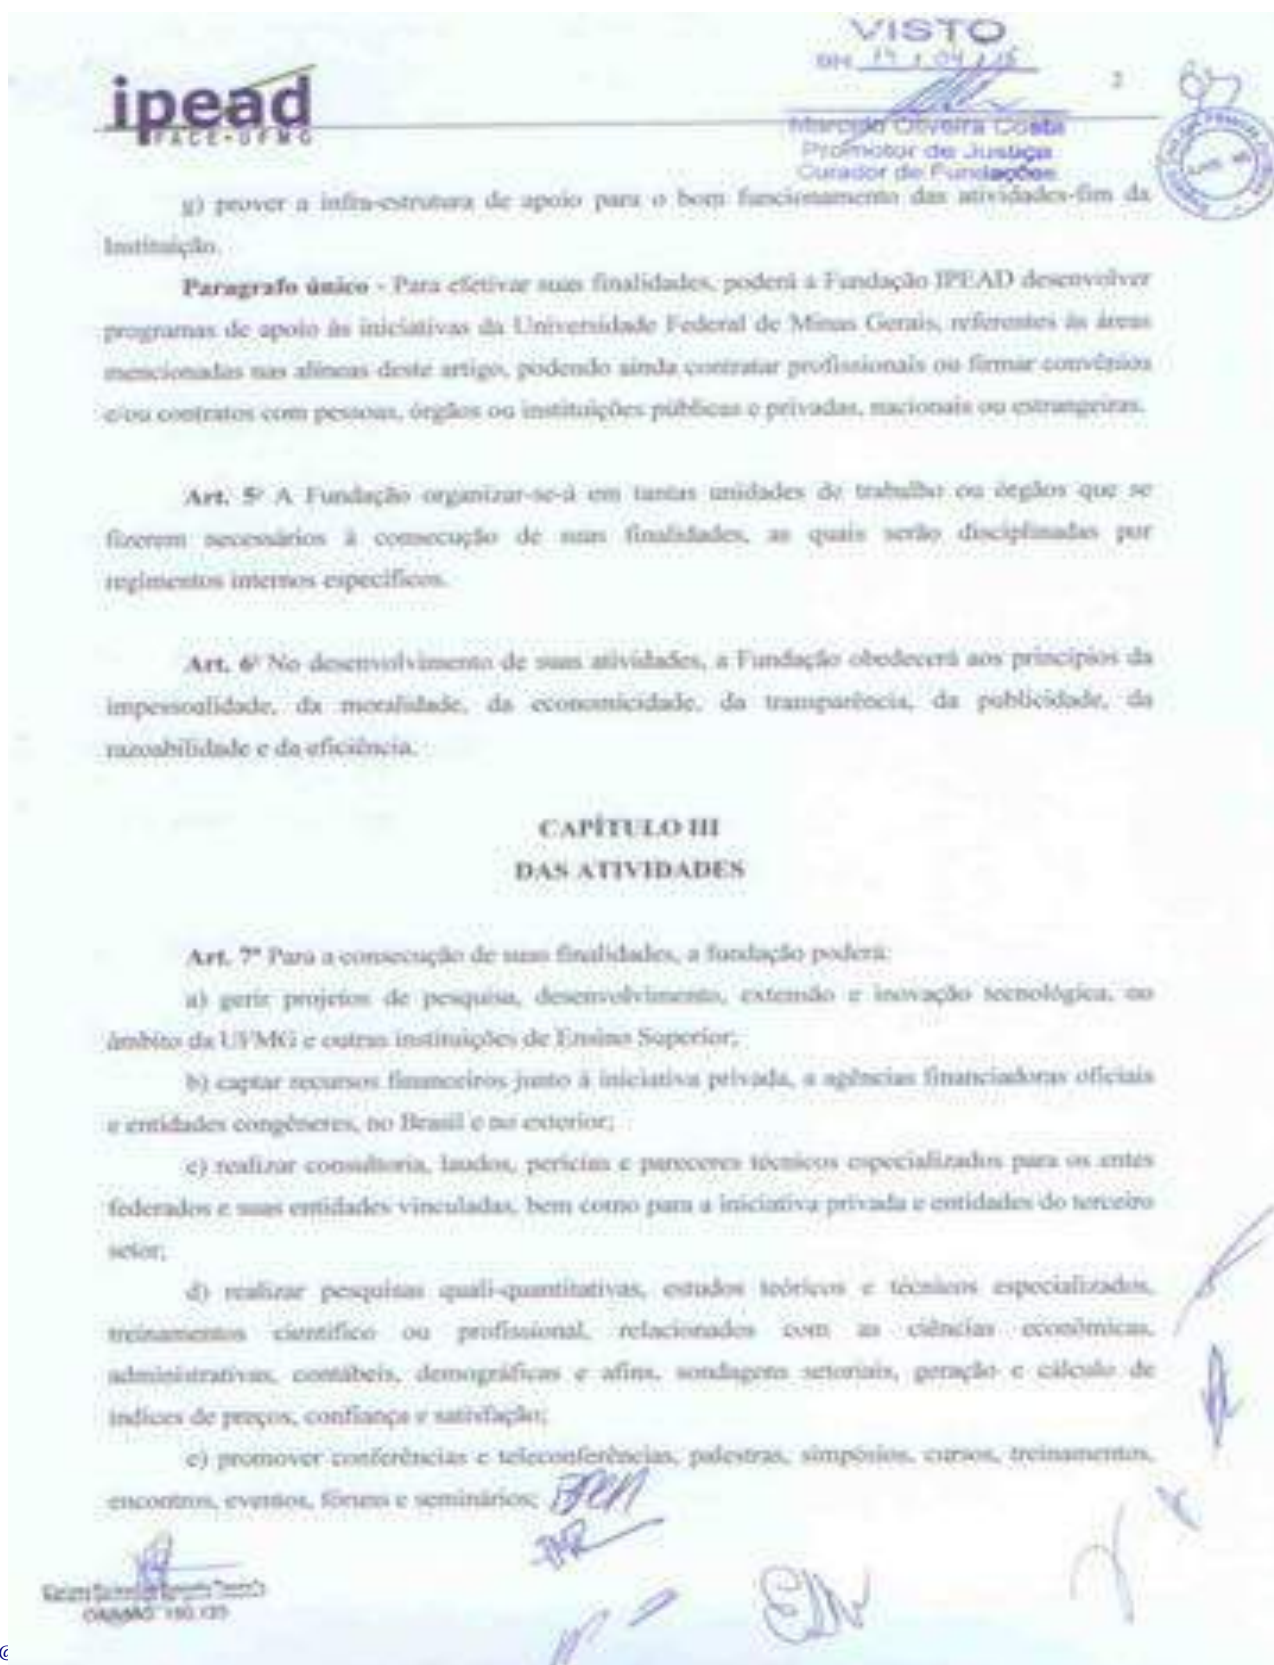 VISTO
BH 17 / 04 / 15
2
ipead
FACE-UFMG
Marcelo Oliveira Costa
Promotor de Justiça
Curador de Fundações
g) prover a infra-estrutura de apoio para o bom funcionamento das atividades-fim da
Instituição.
Paragrafo único - Para efetivar suas finalidades, poderá a Fundação IPEAD desenvolver
programas de apoio às iniciativas da Universidade Federal de Minas Gerais, referentes às áreas
mencionadas nas alíneas deste artigo, podendo ainda contratar profissionais ou firmar convênios
e/ou contratos com pessoas, órgãos ou instituições públicas e privadas, nacionais ou estrangeiras.
Art. 5º A Fundação organizar-se-á em tantas unidades de trabalho ou órgãos que se
fizerem necessários à consecução de suas finalidades, as quais serão disciplinadas por
regimentos internos específicos.
Art. 6º No desenvolvimento de suas atividades, a Fundação obedecerá aos princípios da
impessoalidade, da moralidade, da economicidade, da transparência, da publicidade, da
razoabilidade e da eficiência.
CAPÍTULO III
DAS ATIVIDADES
Art. 7º Para a consecução de suas finalidades, a fundação poderá:
a) gerir projetos de pesquisa, desenvolvimento, extensão e inovação tecnológica, no
âmbito da UFMG e outras instituições de Ensino Superior;
b) captar recursos financeiros junto à iniciativa privada, a agências financiadoras oficiais
e entidades congêneres, no Brasil e no exterior;
c) realizar consultoria, laudos, perícias e pareceres técnicos especializados para os entes
federados e suas entidades vinculadas, bem como para a iniciativa privada e entidades do terceiro
setor;
d) realizar pesquisas quali-quantitativas, estudos teóricos e técnicos especializados,
treinamentos científico ou profissional, relacionados com as ciências econômicas,
administrativas, contábeis, demográficas e afins, sondagens setoriais, geração e cálculo de
índices de preços, confiança e satisfação;
e) promover conferências e teleconferências, palestras, simpósios, cursos, treinamentos,
encontros, eventos, fóruns e seminários;
@